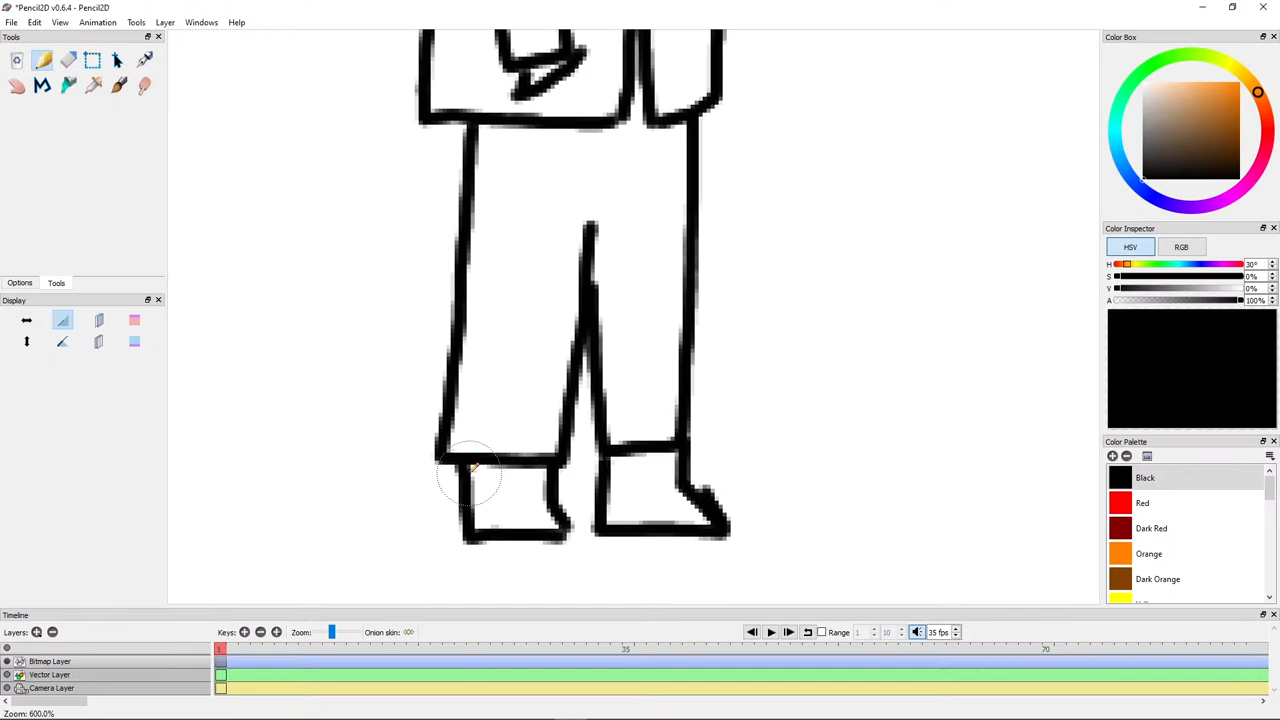 *Pencil2D v0.6.4 - Pencil2D
File Edit View Animation Tools Layer Windows Help
Tools
Options Tools
Display
Color Box
Color Inspector
HSV RGB
H 30°
S 0%
V 0%
A 100%
Color Palette
Black
Red
Dark Red
Orange
Dark Orange
Timeline
Layers: Keys: Zoom: Onion skin: Range 1 10 35 fps
1 35 70
Bitmap Layer
Vector Layer
Camera Layer
Zoom: 600.0%